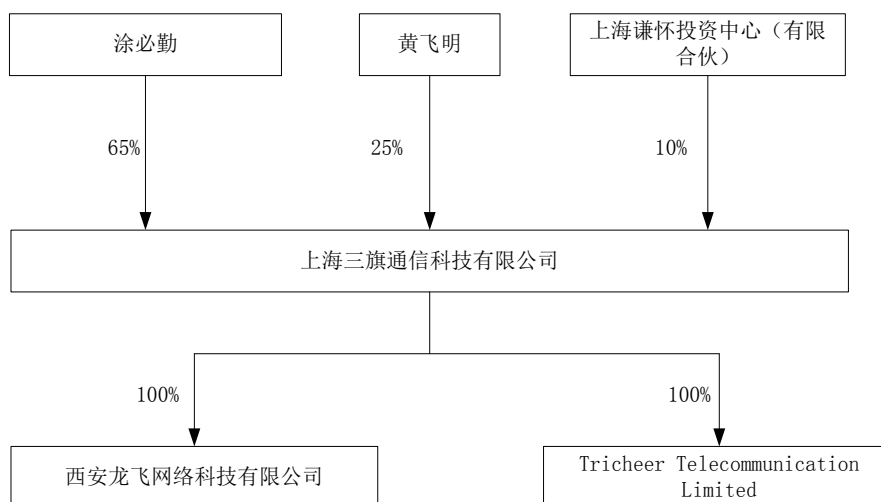 涂必勤
黄飞明
上海谦怀投资中心（有限
合伙）
65%
25%
10%
上海三旗通信科技有限公司
100%
100%
西安龙飞网络科技有限公司
Tricheer Telecommunication
Limited